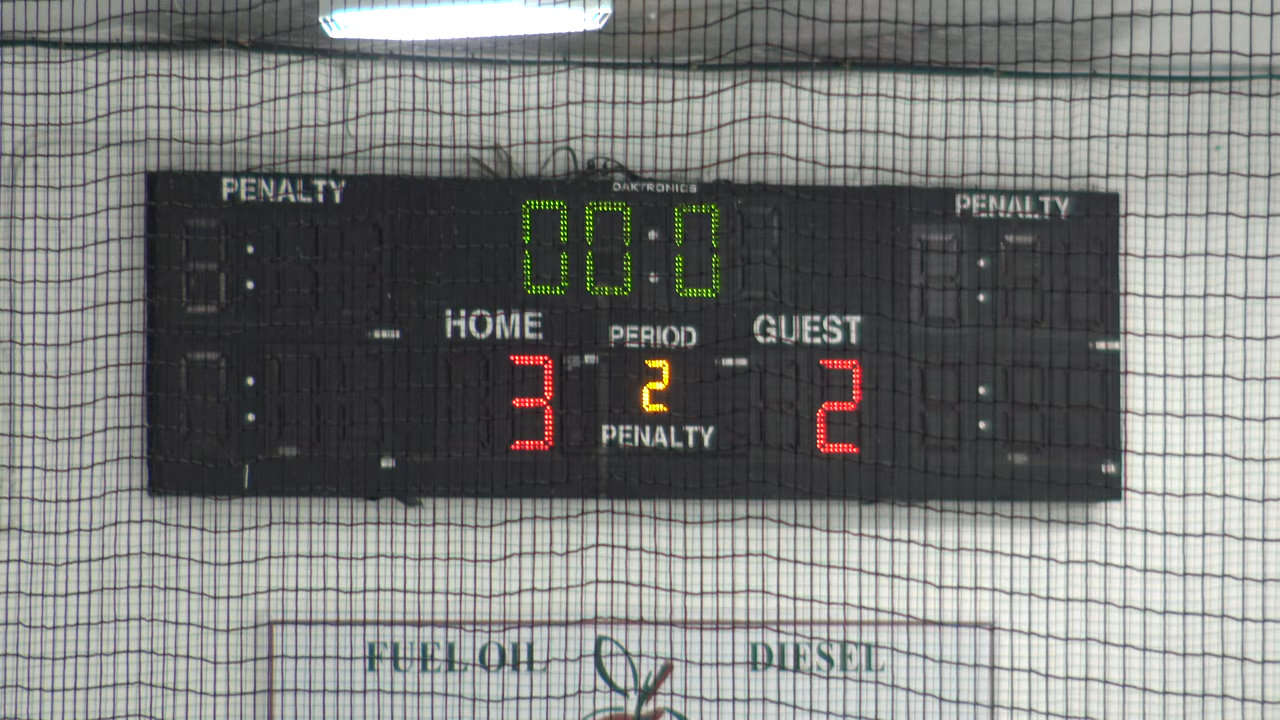 DAKTRONICS
PENALTY
PENALTY
00:0
HOME
PERIOD
GUEST
3
2
2
PENALTY
FUEL OIL
DIESEL